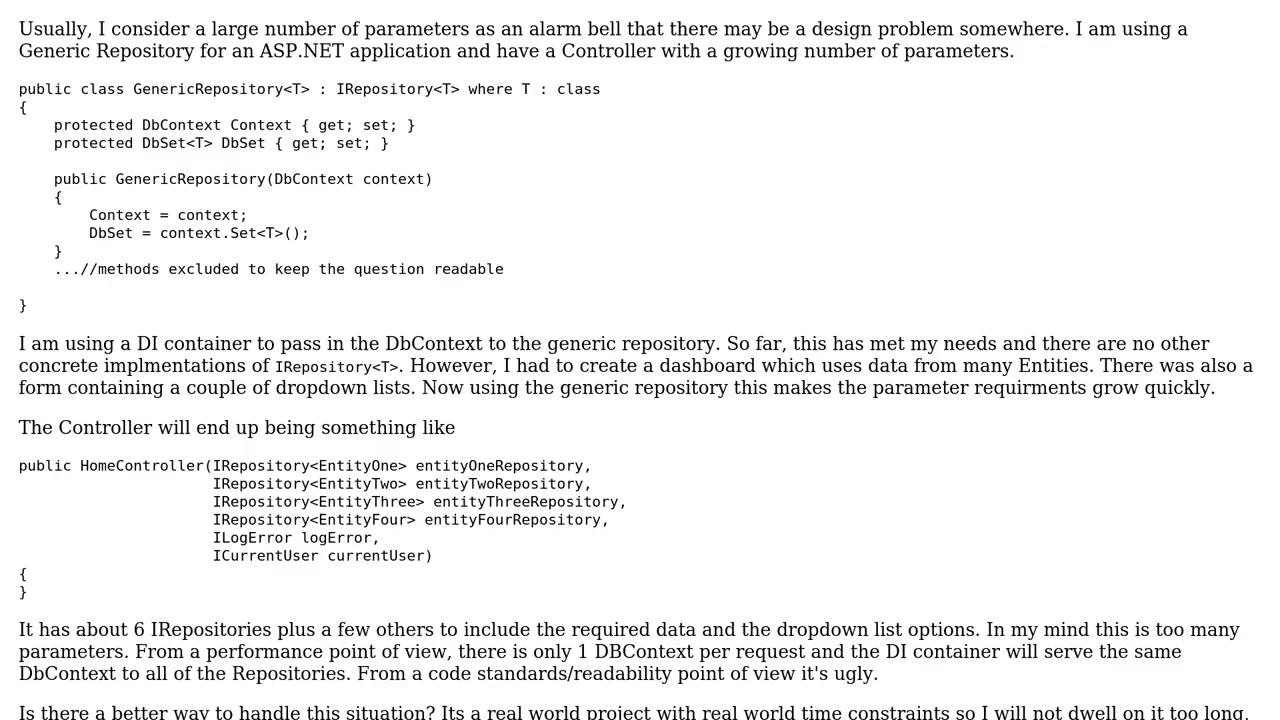 Usually, I consider a large number of parameters as an alarm bell that there may be a design problem somewhere. I am using a
Generic Repository for an ASP.NET application and have a Controller with a growing number of parameters.
public class GenericRepository<T> : IRepository<T> where T : class
{
    protected DbContext Context { get; set; }
    protected DbSet<T> DbSet { get; set; }
    public GenericRepository(DbContext context)
    {
        Context = context;
        DbSet = context.Set<T>();
    }
    ...//methods excluded to keep the question readable
}
I am using a DI container to pass in the DbContext to the generic repository. So far, this has met my needs and there are no other
concrete implmentations of IRepository<T>. However, I had to create a dashboard which uses data from many Entities. There was also a
form containing a couple of dropdown lists. Now using the generic repository this makes the parameter requirments grow quickly.
The Controller will end up being something like
public HomeController(IRepository<EntityOne> entityOneRepository,
                      IRepository<EntityTwo> entityTwoRepository,
                      IRepository<EntityThree> entityThreeRepository,
                      IRepository<EntityFour> entityFourRepository,
                      ILogError logError,
                      ICurrentUser currentUser)
{
}
It has about 6 IRepositories plus a few others to include the required data and the dropdown list options. In my mind this is too many
parameters. From a performance point of view, there is only 1 DBContext per request and the DI container will serve the same
DbContext to all of the Repositories. From a code standards/readability point of view it's ugly.
Is there a better way to handle this situation? Its a real world project with real world time constraints so I will not dwell on it too long,